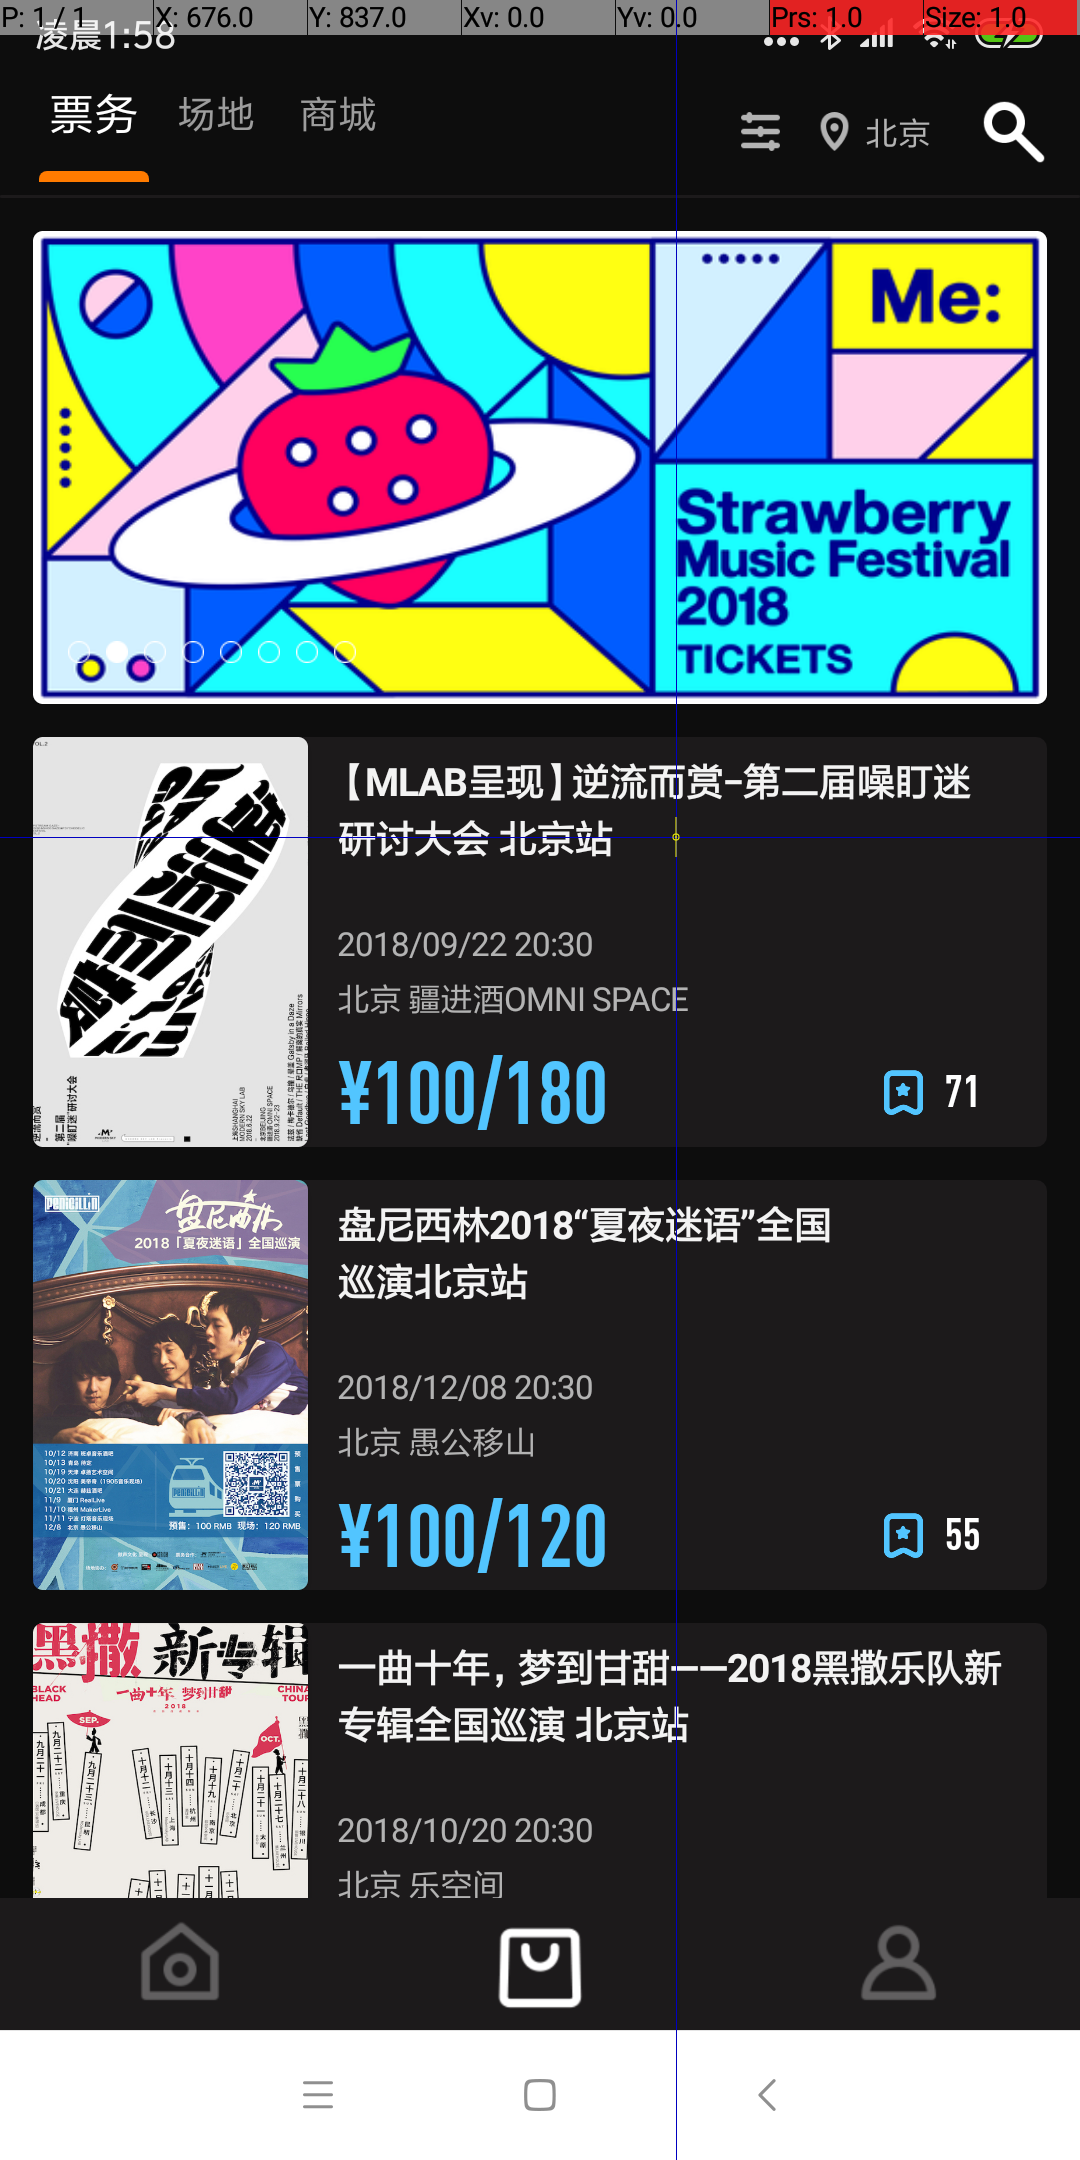 P: 1 / 1 X: 676.0 Y: 837.0 Xv: 0.0 Yv: 0.0 Prs: 1.0 Size: 1.0
凌晨1:58
票务 场地 商城 北京
Me:
Strawberry
Music Festival
2018
TICKETS
【MLAB呈现】逆流而赏-第二届噪盯迷
研讨大会 北京站
2018/09/22 20:30
北京 疆进酒OMNI SPACE
¥100/180
71
PENICILLIN
盘尼西林
2018「夏夜迷语」全国巡演
预售：100 RMB 现场：120 RMB
盘尼西林2018“夏夜迷语”全国
巡演北京站
2018/12/08 20:30
北京 愚公移山
¥100/120
55
黑撒 新专辑
BLACK
HEAD
一曲十年 梦到甘甜
2018
CHINA
TOUR
SEP.
OCT.
一曲十年，梦到甘甜——2018黑撒乐队新
专辑全国巡演 北京站
2018/10/20 20:30
北京 乐空间